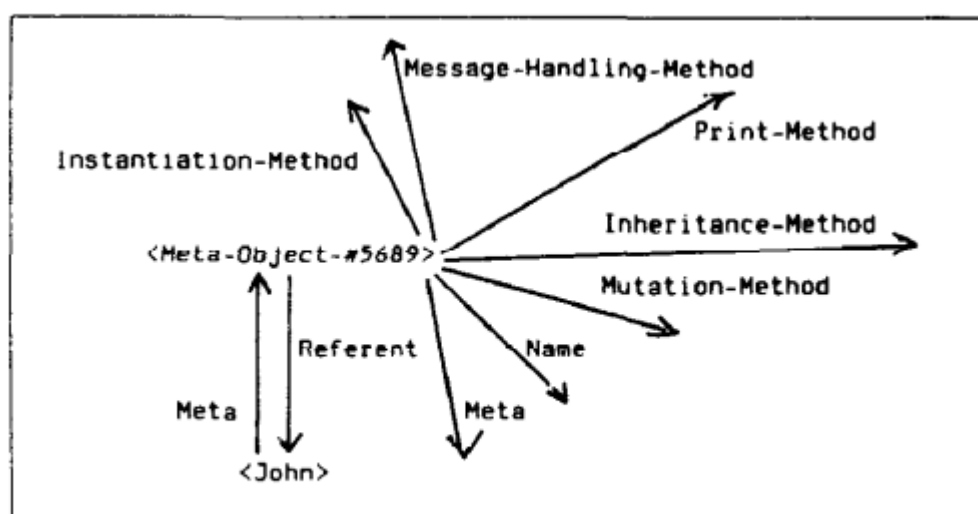 Message-Handling-Method
Print-Method
Instantiation-Method
Inheritance-Method
<Meta-Object-#5689>
Mutation-Method
Referent
Name
Meta
Meta
<John>